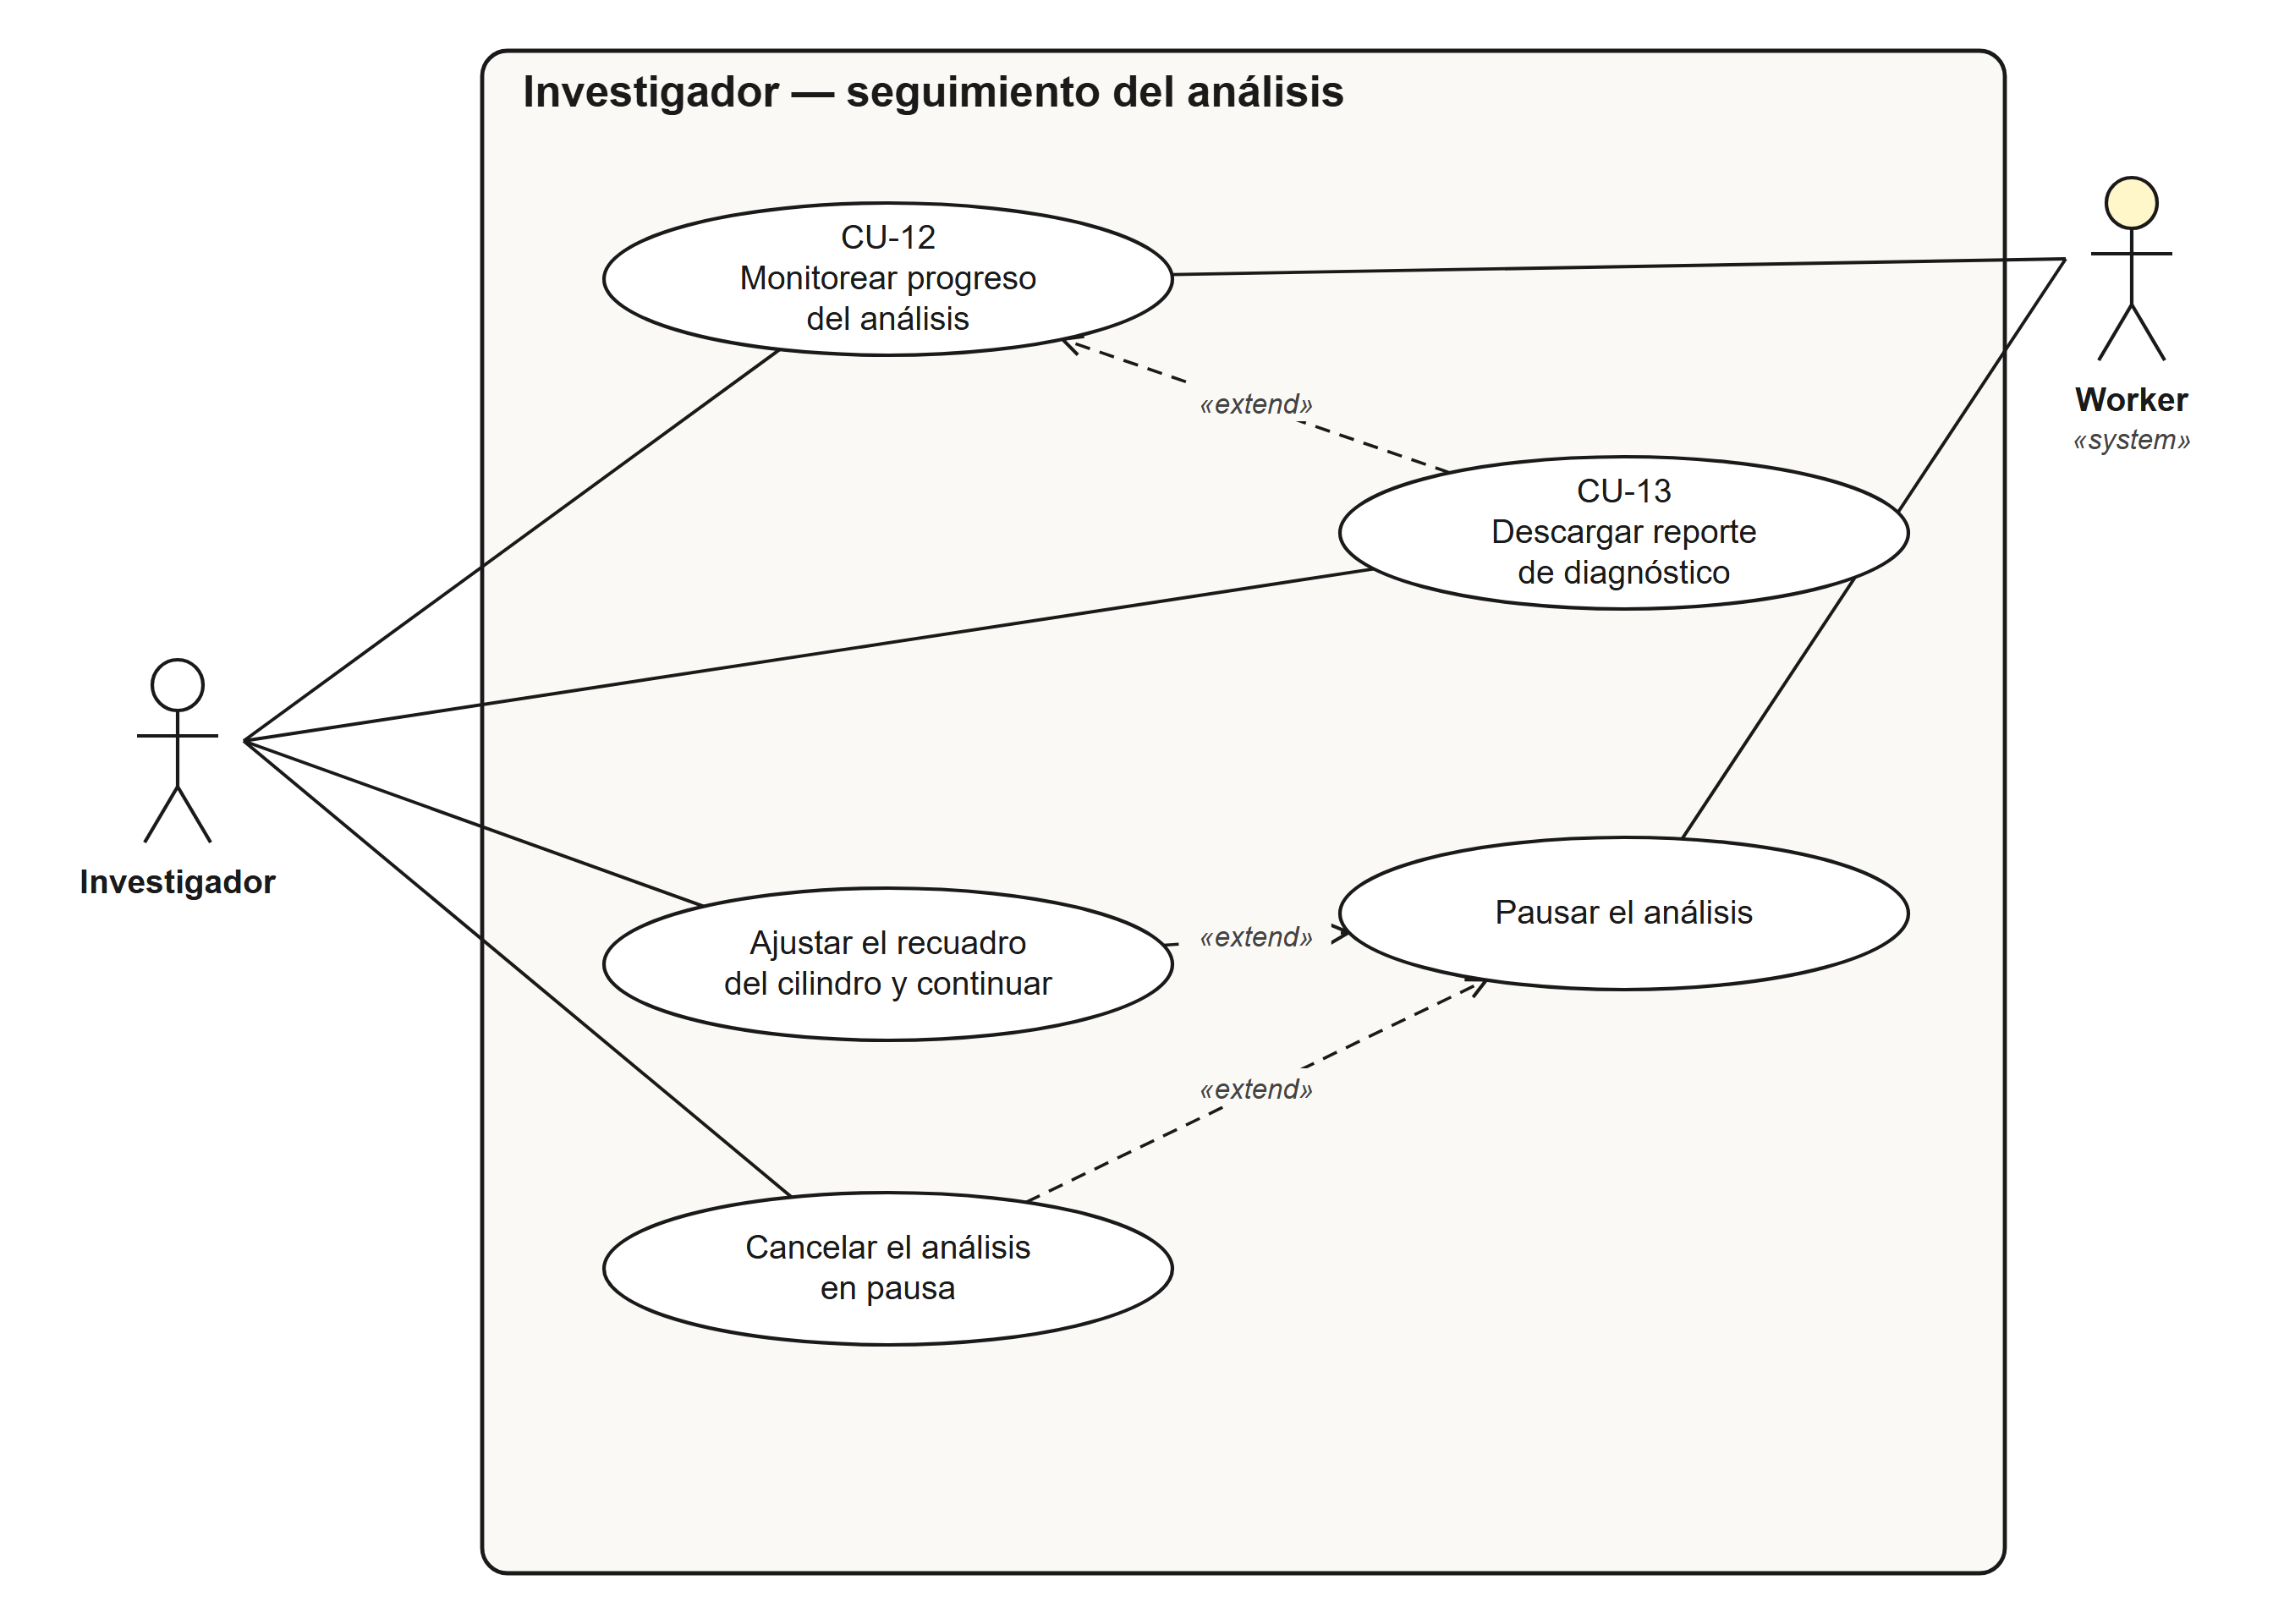 Investigador — seguimiento del análisis
CU-12
Monitorear progreso
del análisis
Worker
«system»
«extend»
CU-13
Descargar reporte
de diagnóstico
Investigador
Ajustar el recuadro
del cilindro y continuar
«extend»
Pausar el análisis
«extend»
Cancelar el análisis
en pausa